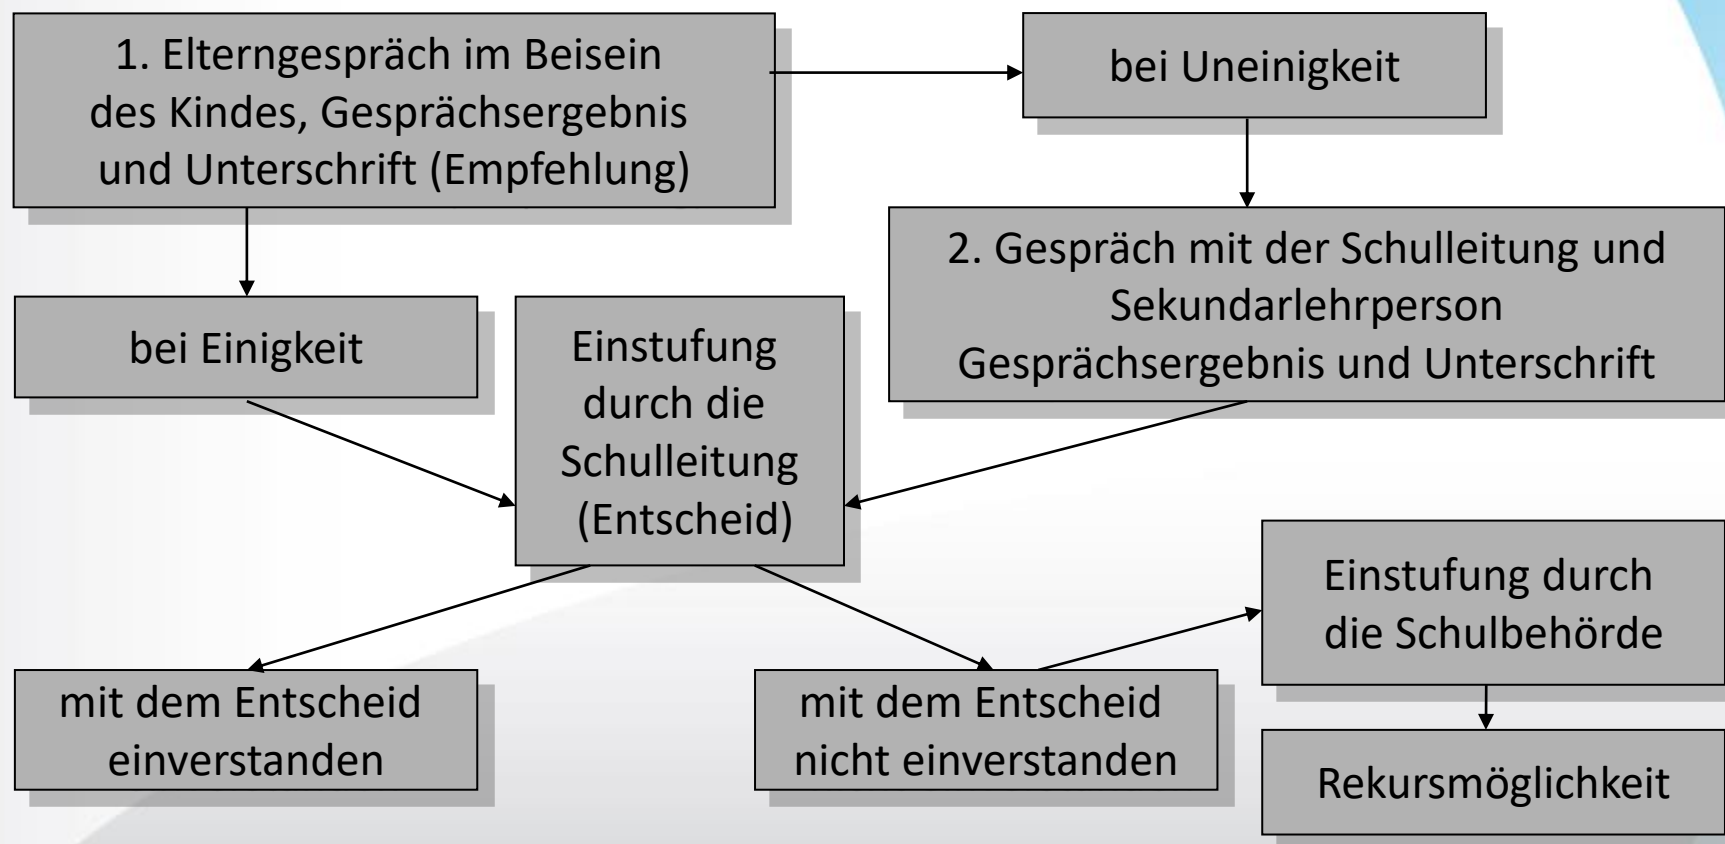 1. Elterngespräch im Beisein
des Kindes, Gesprächsergebnis
und Unterschrift (Empfehlung)
bei Uneinigkeit
2. Gespräch mit der Schulleitung und
Sekundarlehrperson
Gesprächsergebnis und Unterschrift
bei Einigkeit
Einstufung
durch die
Schulleitung
(Entscheid)
mit dem Entscheid
einverstanden
mit dem Entscheid
nicht einverstanden
Einstufung durch
die Schulbehörde
Rekursmöglichkeit